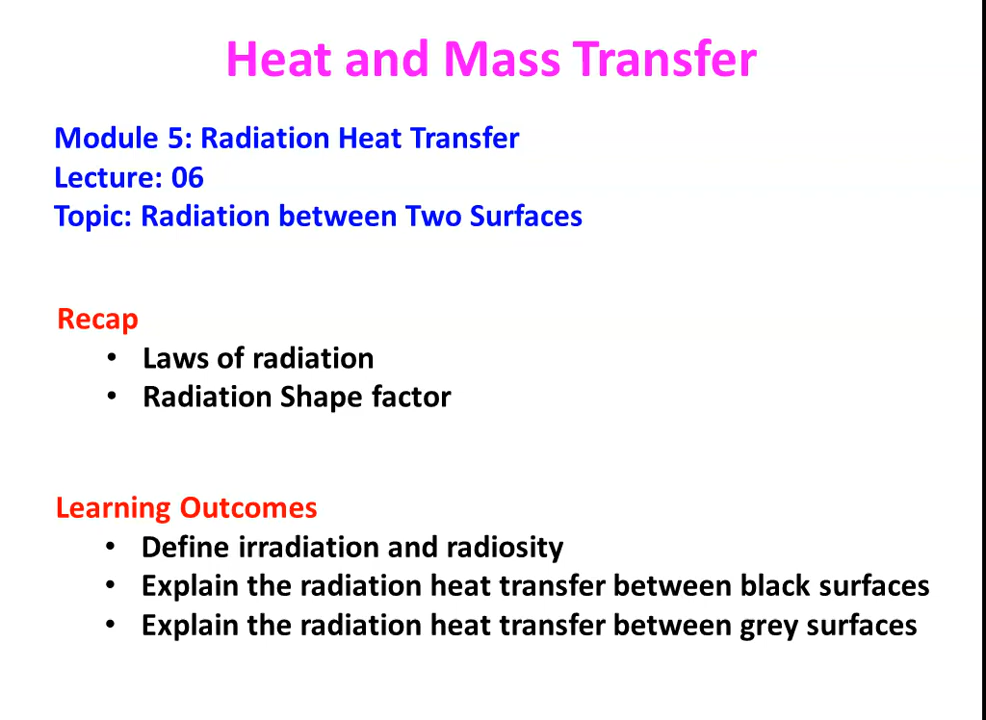 Heat and Mass Transfer
Module 5: Radiation Heat Transfer
Lecture: 06
Topic: Radiation between Two Surfaces
Recap
• Laws of radiation
• Radiation Shape factor
Learning Outcomes
• Define irradiation and radiosity
• Explain the radiation heat transfer between black surfaces
• Explain the radiation heat transfer between grey surfaces